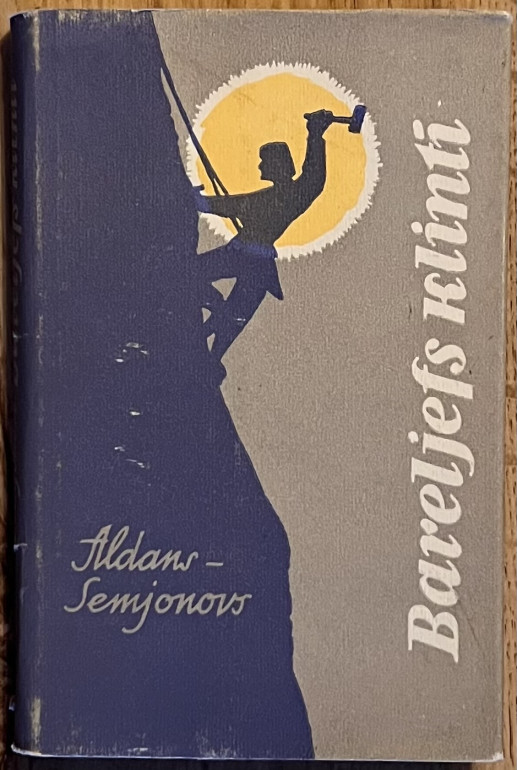 Bareljefs klintī
Aldans –
Semjonovs